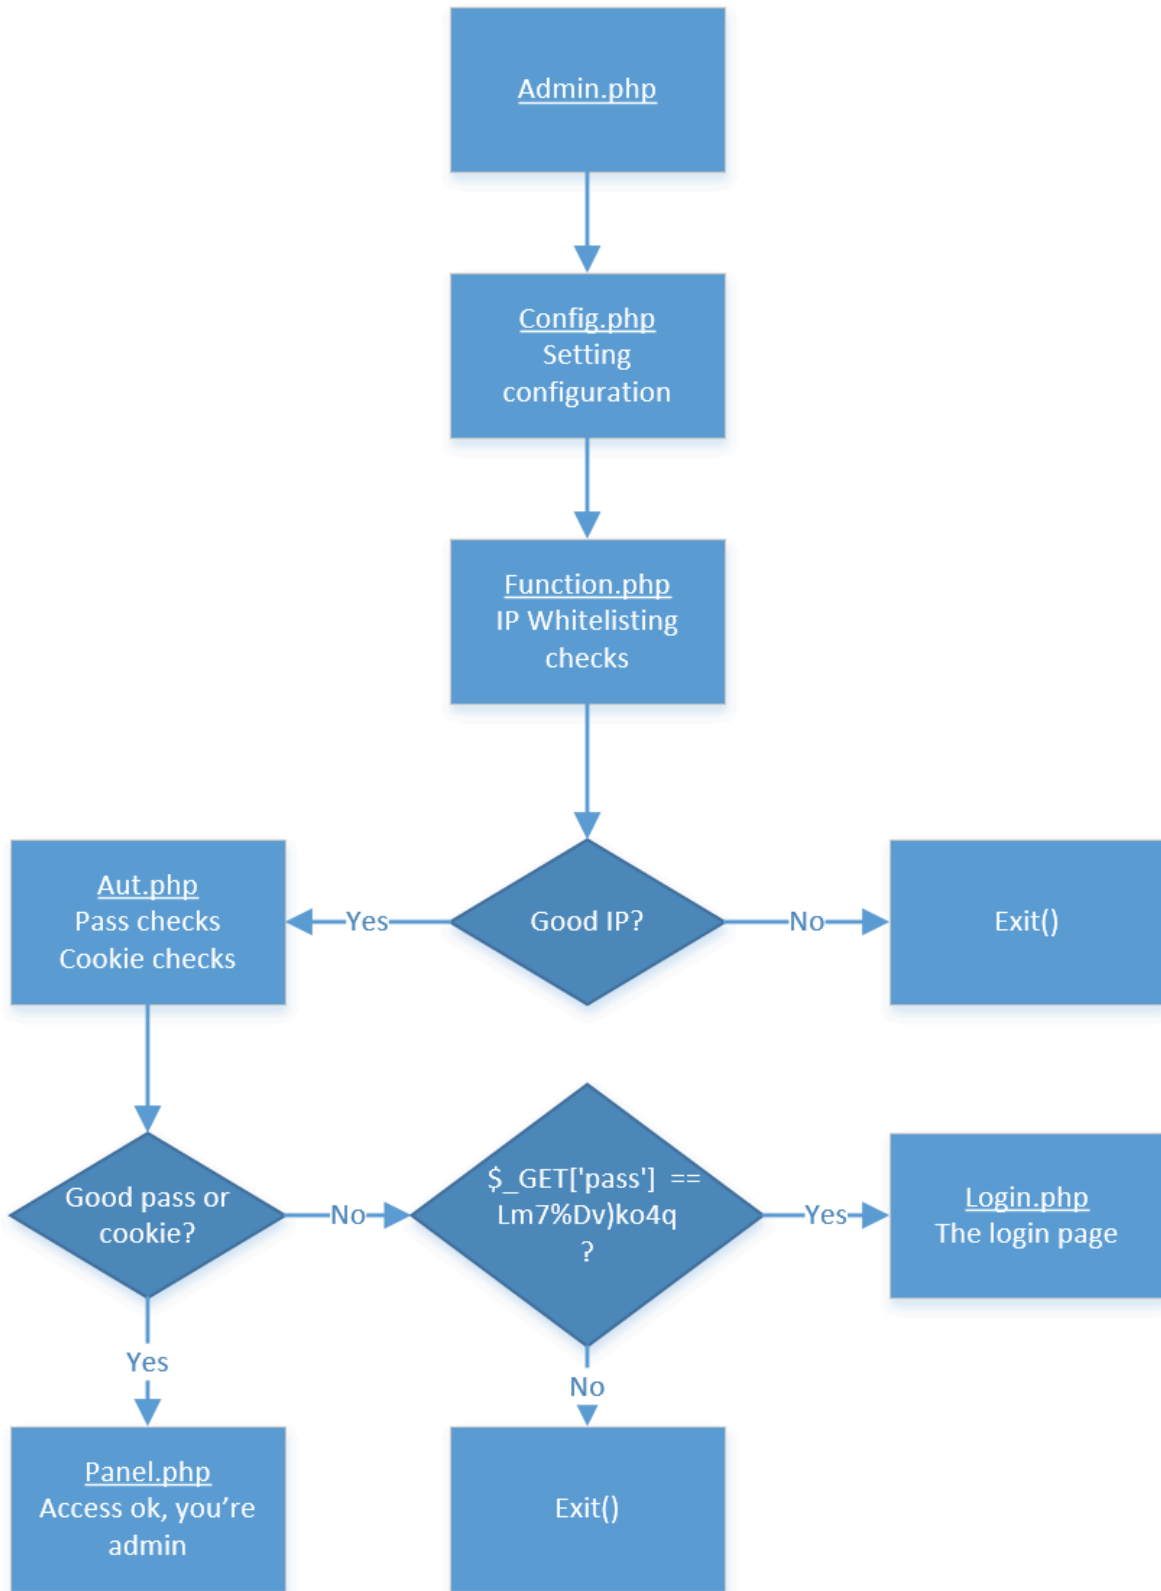 Admin.php
Config.php
Setting
configuration
Function.php
IP Whitelisting
checks
Aut.php
Pass checks
Cookie checks
Yes
Good IP?
No
Exit()
Good pass or
cookie?
No
$_GET['pass'] ==
Lm7%Dv)ko4q
?
Yes
Login.php
The login page
Yes
No
Panel.php
Access ok, you’re
admin
Exit()